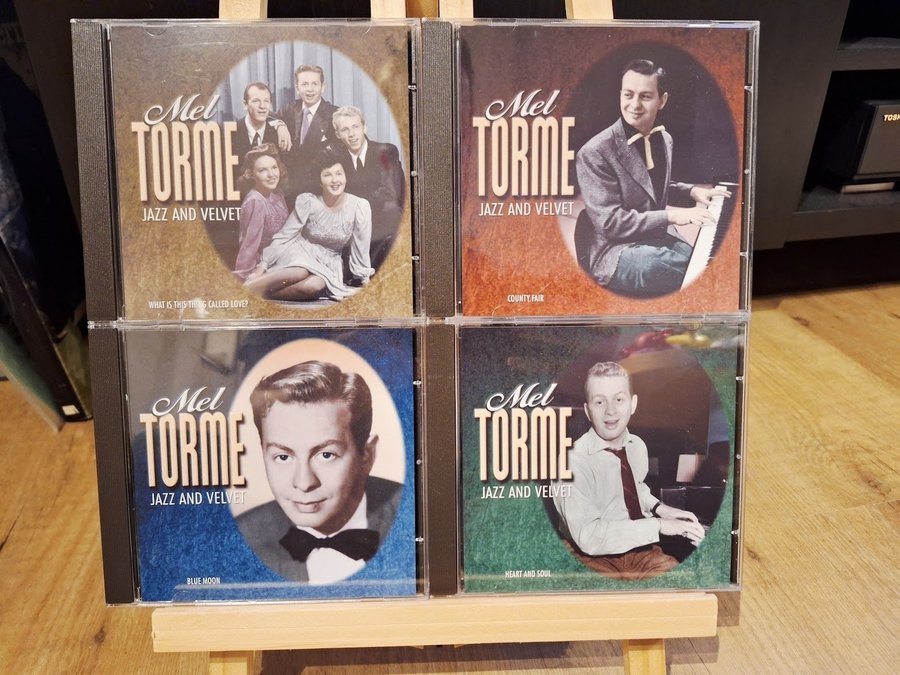 Mel
TORME
JAZZ AND VELVET
WHAT IS THIS THING CALLED LOVE?
Mel
TORME
JAZZ AND VELVET
COUNTY FAIR
Mel
TORME
JAZZ AND VELVET
BLUE MOON
Mel
TORME
JAZZ AND VELVET
HEART AND SOUL